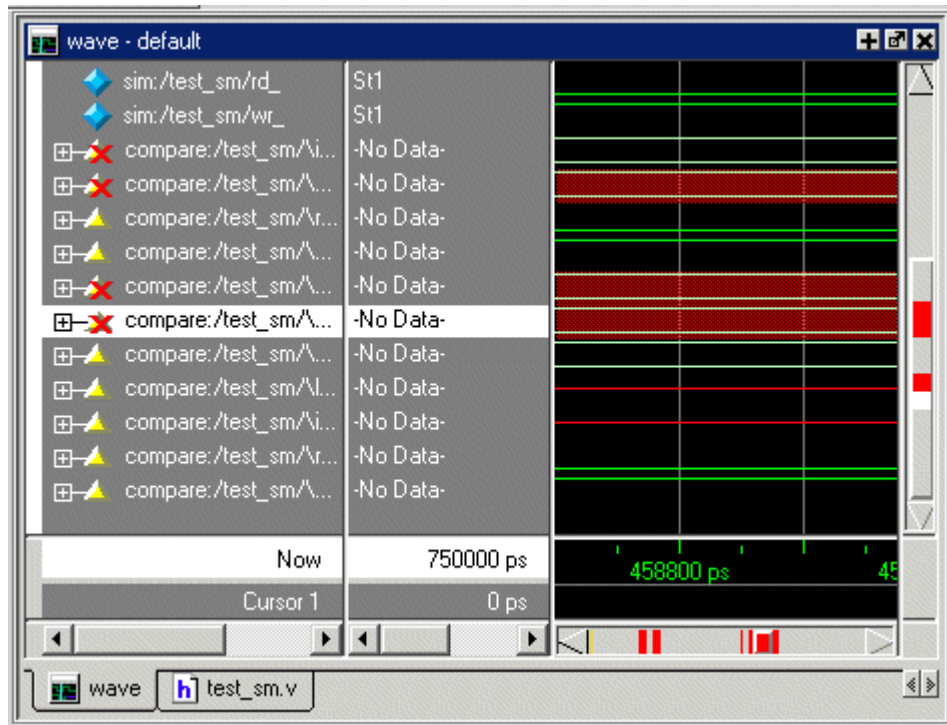 wave - default
sim:/test_sm/rd_ St1
sim:/test_sm/wr_ St1
compare:/test_sm/\i... -No Data-
compare:/test_sm/\... -No Data-
compare:/test_sm/\r... -No Data-
compare:/test_sm/\... -No Data-
compare:/test_sm/\... -No Data-
compare:/test_sm/\... -No Data-
compare:/test_sm/\... -No Data-
compare:/test_sm/\l... -No Data-
compare:/test_sm/\i... -No Data-
compare:/test_sm/\r... -No Data-
compare:/test_sm/\... -No Data-
Now 750000 ps 458800 ps 45
Cursor 1 0 ps
wave h test_sm.v